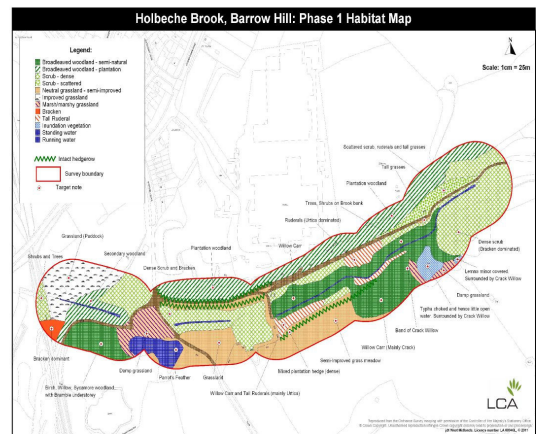 Holbeche Brook, Barrow Hill: Phase 1 Habitat Map
Legend:
Broadleaved woodland - semi-natural
Broadleaved woodland - plantation
Scrub - dense
Scrub - scattered
Neutral grassland - semi-improved
Improved grassland
Marsh/marshy grassland
Bracken
Tall Ruderal
Inundation vegetation
Standing water
Running water
Intact hedgerow
Survey boundary
Target note
N
Scale: 1cm = 25m
Scattered scrub, ruderals and tall grasses
Tall grasses
Plantation woodland
Trees, Shrubs on Brook bank
Ruderals (Urtica dominated)
Willow Carr
Plantation woodland
Grassland (Paddock)
Secondary woodland
Shrubs and Trees
Dense Scrub and Bracken
Dense scrub
(Bracken dominated)
Lemna minor covered
Surrounded by Crack Willow
Damp grassland
Typha choked and hence little open
water. Surrounded by Crack Willow
Band of Crack Willow
Willow Carr (Mainly Crack)
Semi-improved grass meadow
Mixed plantation hedge (dense)
Bracken dominant
Damp grassland
Parrot's Feather
Grassland
Birch, Willow, Sycamore woodland,
with Bramble understorey
Willow Carr and Tall Ruderals (mainly Urtica)
LCA